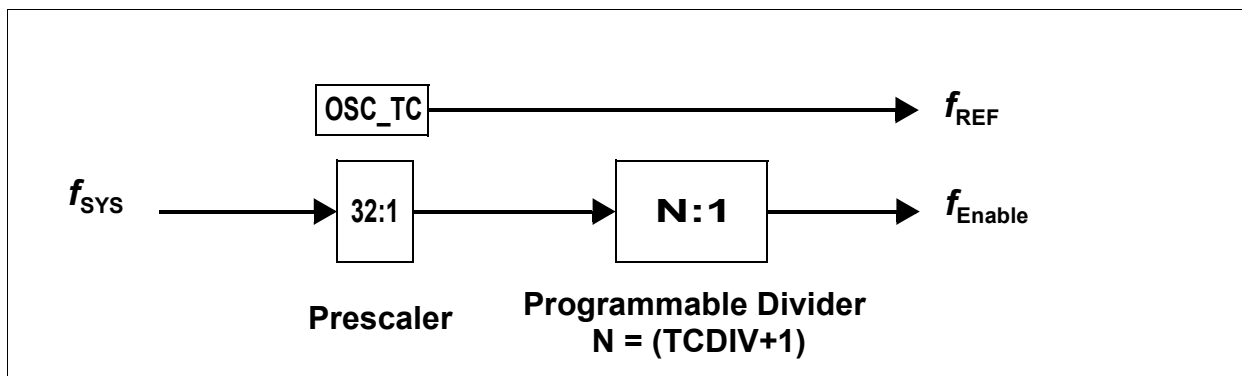 OSC_TC
fREF
fSYS
32:1
N:1
fEnable
Prescaler
Programmable Divider
N = (TCDIV+1)